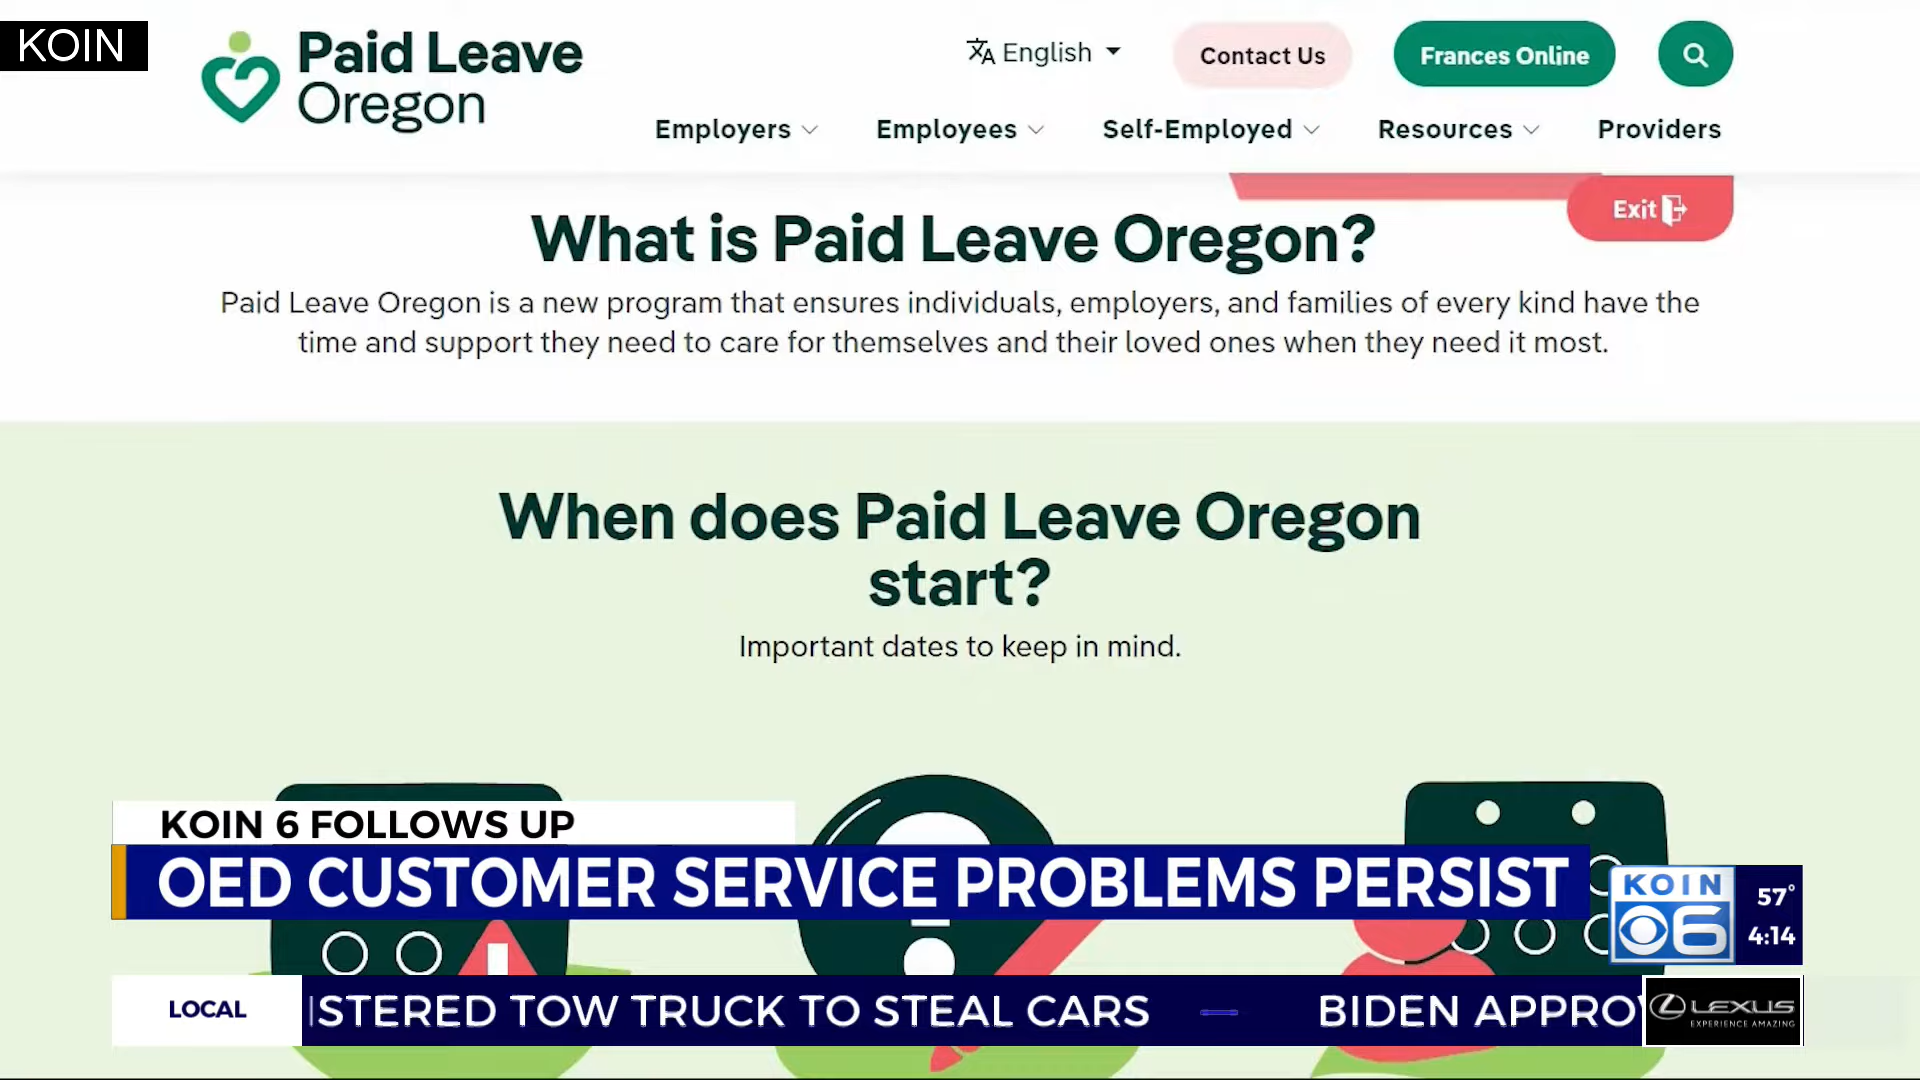 KOIN
Paid Leave
Oregon
English
Contact Us
Frances Online
Employers
Employees
Self-Employed
Resources
Providers
Exit
What is Paid Leave Oregon?
Paid Leave Oregon is a new program that ensures individuals, employers, and families of every kind have the
time and support they need to care for themselves and their loved ones when they need it most.
When does Paid Leave Oregon
start?
Important dates to keep in mind.
KOIN 6 FOLLOWS UP
OED CUSTOMER SERVICE PROBLEMS PERSIST
KOIN
6
57°
4:14
LOCAL
ISTERED TOW TRUCK TO STEAL CARS — BIDEN APPRO
LEXUS
EXPERIENCE AMAZING